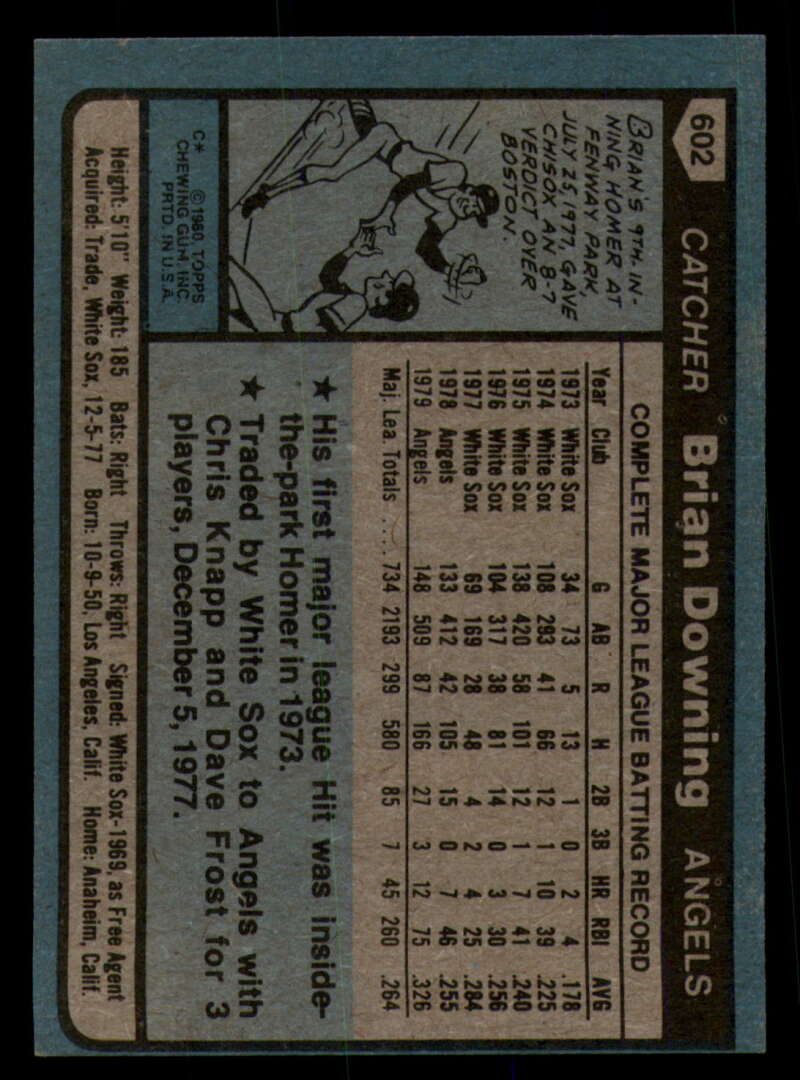 602 CATCHER Brian Downing ANGELS
BRIAN'S 9TH. IN-
NING HOMER AT
FENWAY PARK,
JULY 25, 1977, GAVE
CHISOX AN 8-7
VERDICT OVER
BOSTON.
C* © 1980, TOPPS
CHEWING GUM, INC.
PRTD. IN U.S.A.
COMPLETE MAJOR LEAGUE BATTING RECORD
Year Club G AB R H 2B 3B HR RBI AVG
1973 White Sox 34 73 5 13 1 0 2 4 .178
1974 White Sox 108 293 41 66 12 1 10 39 .225
1975 White Sox 138 420 58 101 12 1 7 41 .240
1976 White Sox 104 317 38 81 14 0 3 30 .256
1977 White Sox 69 169 28 48 4 2 4 25 .284
1978 Angels 133 412 42 105 15 0 7 46 .255
1979 Angels 148 509 87 166 27 3 12 75 .326
Maj. Lea. Totals .... 734 2193 299 580 85 7 45 260 .264
★ His first major league Hit was inside-
the-park Homer in 1973.
★ Traded by White Sox to Angels with
Chris Knapp and Dave Frost for 3
players, December 5, 1977.
Height: 5'10" Weight: 185 Bats: Right Throws: Right Signed: White Sox-1969, as Free Agent
Acquired: Trade, White Sox, 12-5-77 Born: 10-9-50, Los Angeles, Calif. Home: Anaheim, Calif.